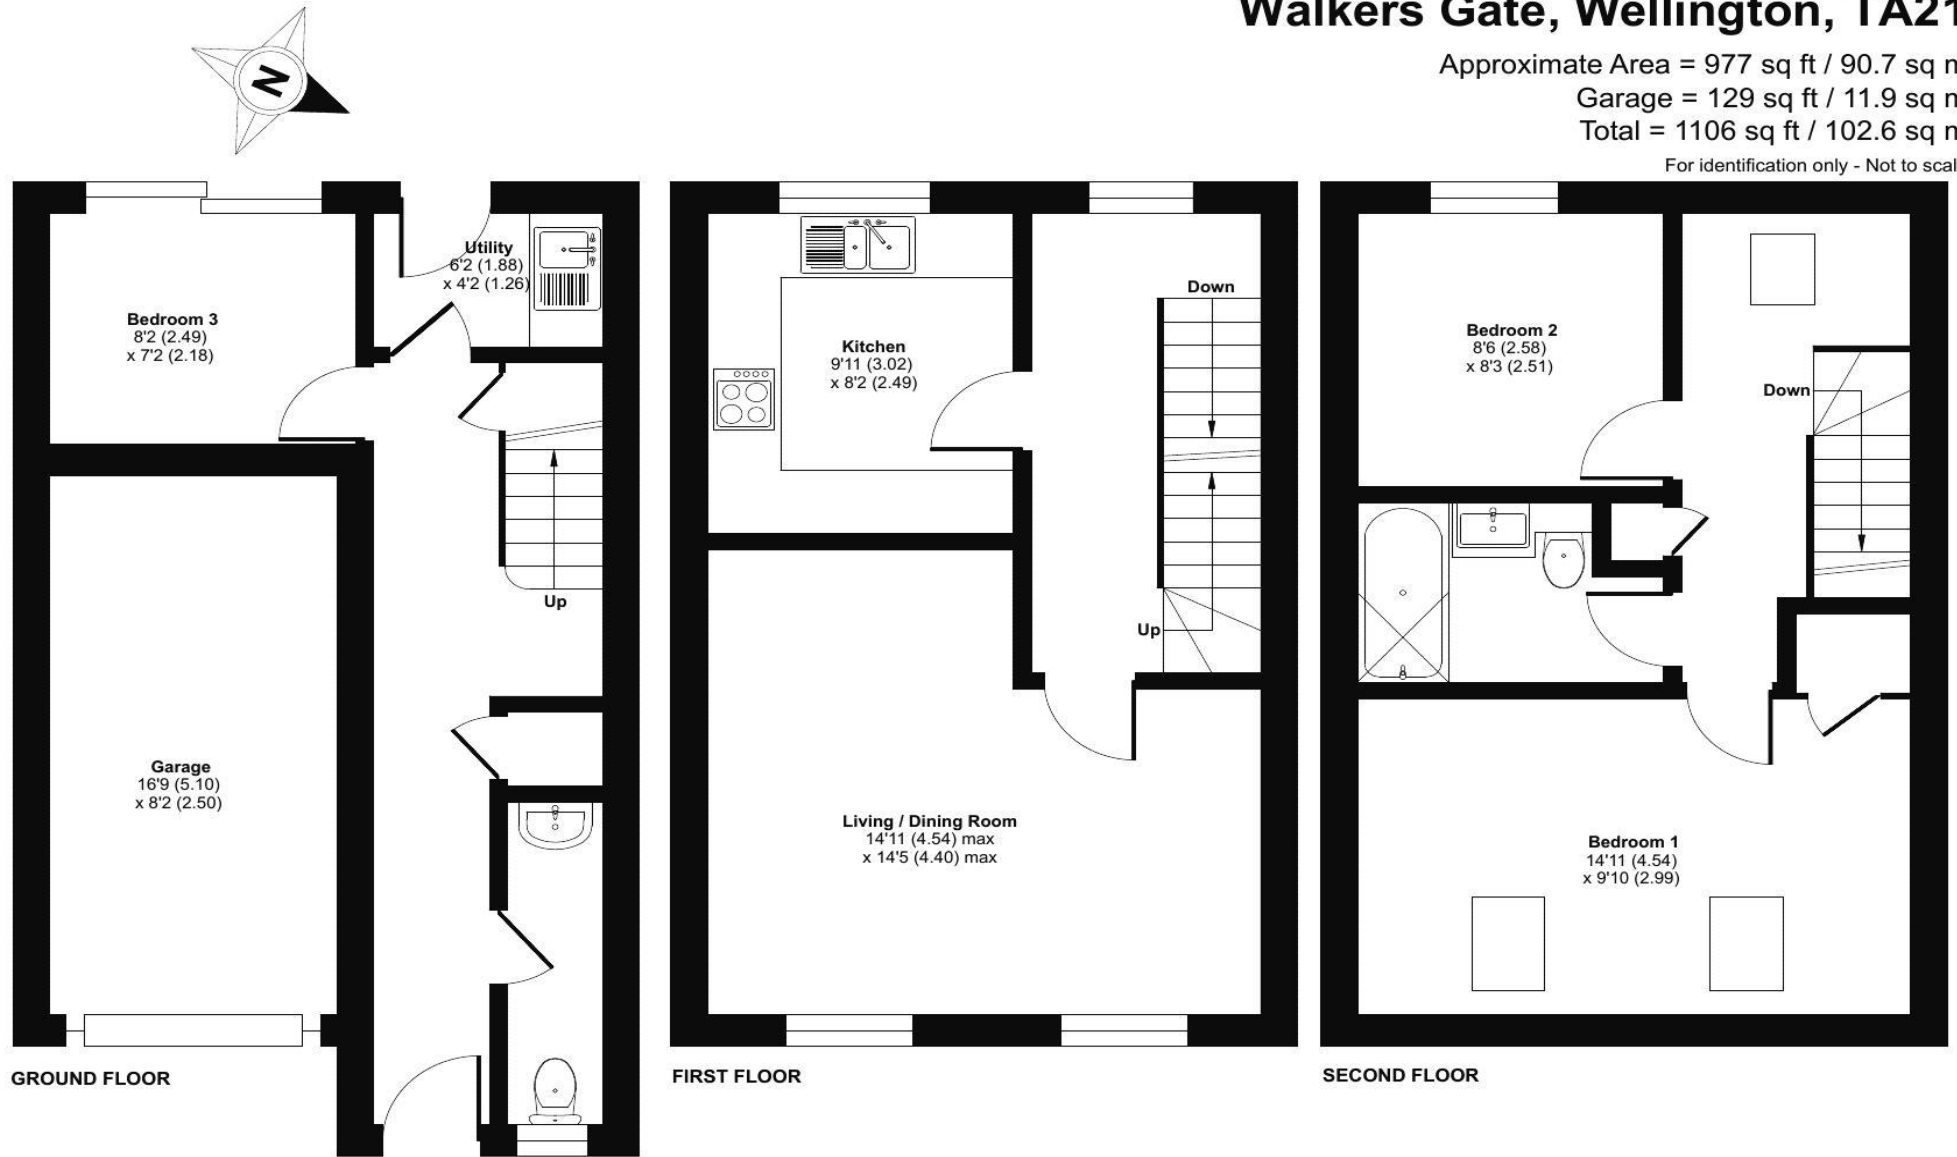 Walkers Gate, Wellington, TA21
Approximate Area = 977 sq ft / 90.7 sq m
Garage = 129 sq ft / 11.9 sq m
Total = 1106 sq ft / 102.6 sq m
For identification only - Not to scal
N
Utility
6'2 (1.88)
x 4'2 (1.26)
Bedroom 3
8'2 (2.49)
x 7'2 (2.18)
Up
Garage
16'9 (5.10)
x 8'2 (2.50)
GROUND FLOOR
Down
Kitchen
9'11 (3.02)
x 8'2 (2.49)
Up
Living / Dining Room
14'11 (4.54) max
x 14'5 (4.40) max
FIRST FLOOR
Bedroom 2
8'6 (2.58)
x 8'3 (2.51)
Down
Bedroom 1
14'11 (4.54)
x 9'10 (2.99)
SECOND FLOOR